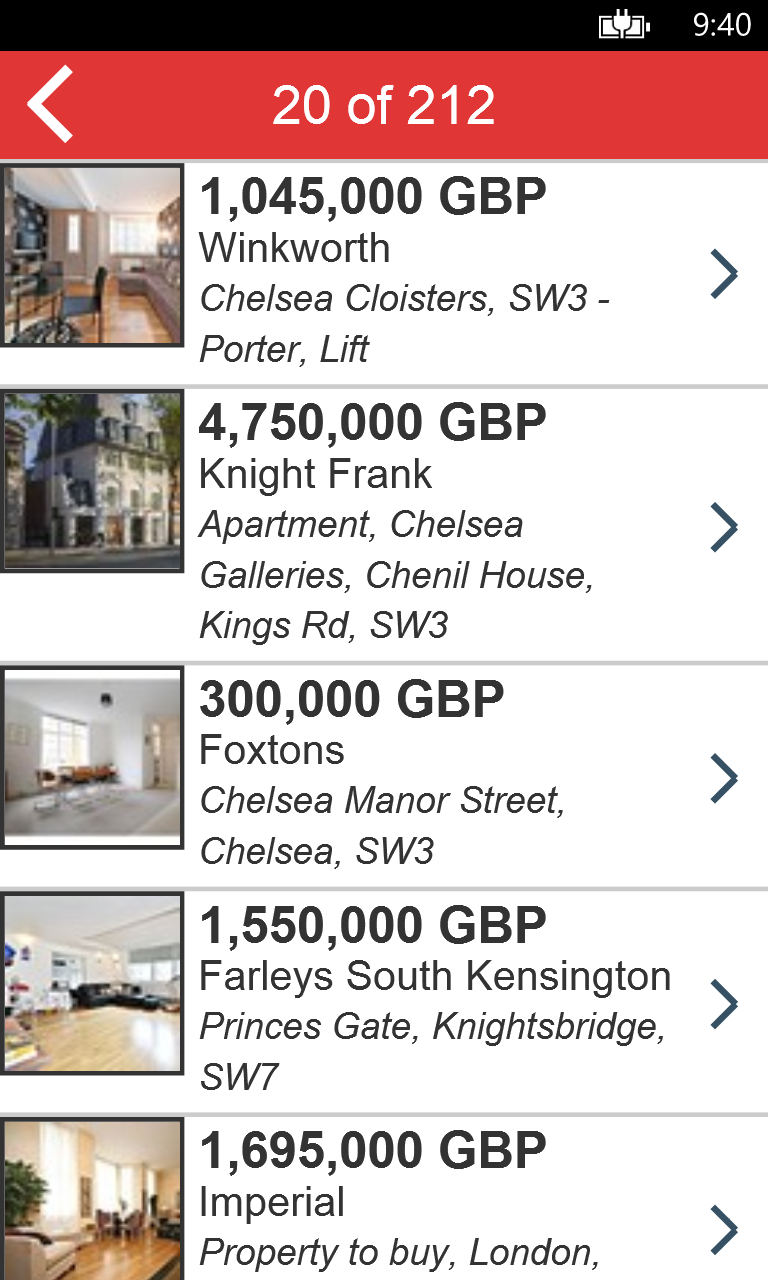 9:40
20 of 212
1,045,000 GBP
Winkworth
Chelsea Cloisters, SW3 -
Porter, Lift
4,750,000 GBP
Knight Frank
Apartment, Chelsea
Galleries, Chenil House,
Kings Rd, SW3
300,000 GBP
Foxtons
Chelsea Manor Street,
Chelsea, SW3
1,550,000 GBP
Farleys South Kensington
Princes Gate, Knightsbridge,
SW7
1,695,000 GBP
Imperial
Property to buy, London,